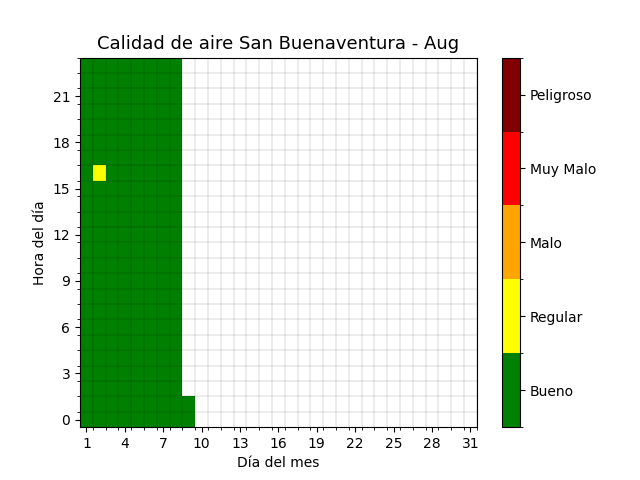 Calidad de aire San Buenaventura - Aug
Hora del día
21
18
15
12
9
6
3
0
1 4 7 10 13 16 19 22 25 28 31
Día del mes
Peligroso
Muy Malo
Malo
Regular
Bueno